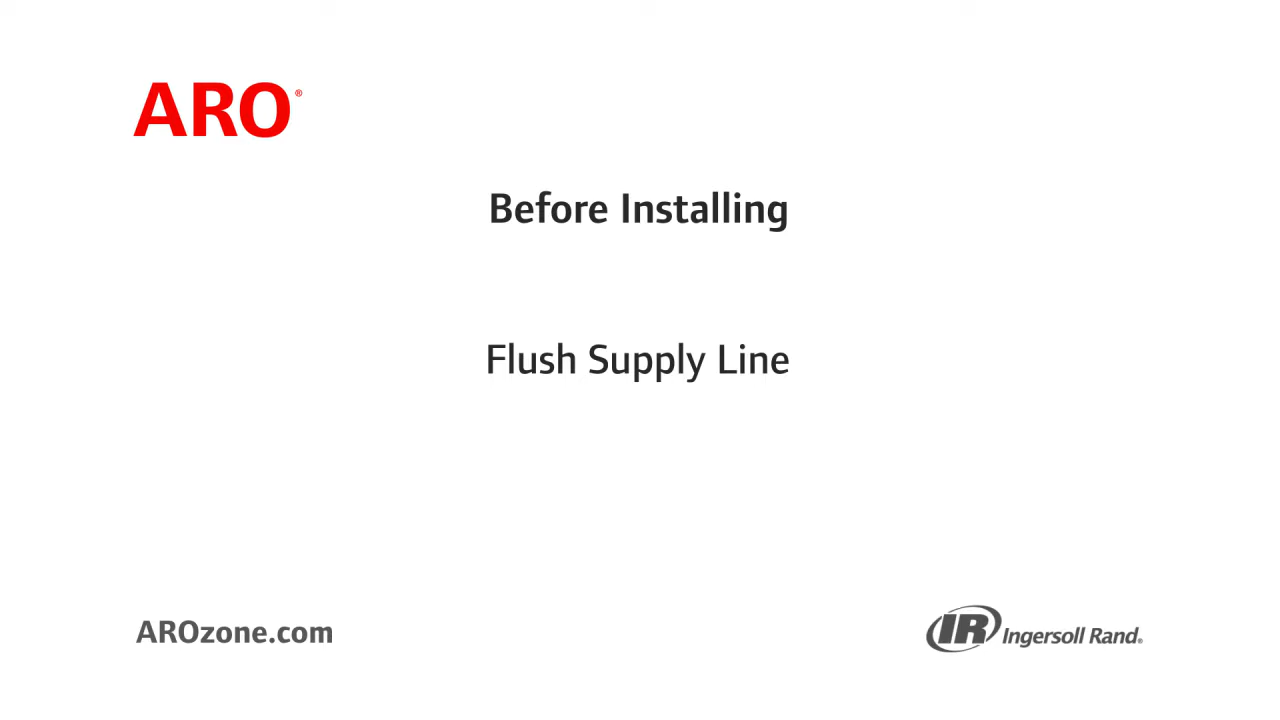 ARO®
Before Installing
Flush Supply Line
AROzone.com
IR Ingersoll Rand®